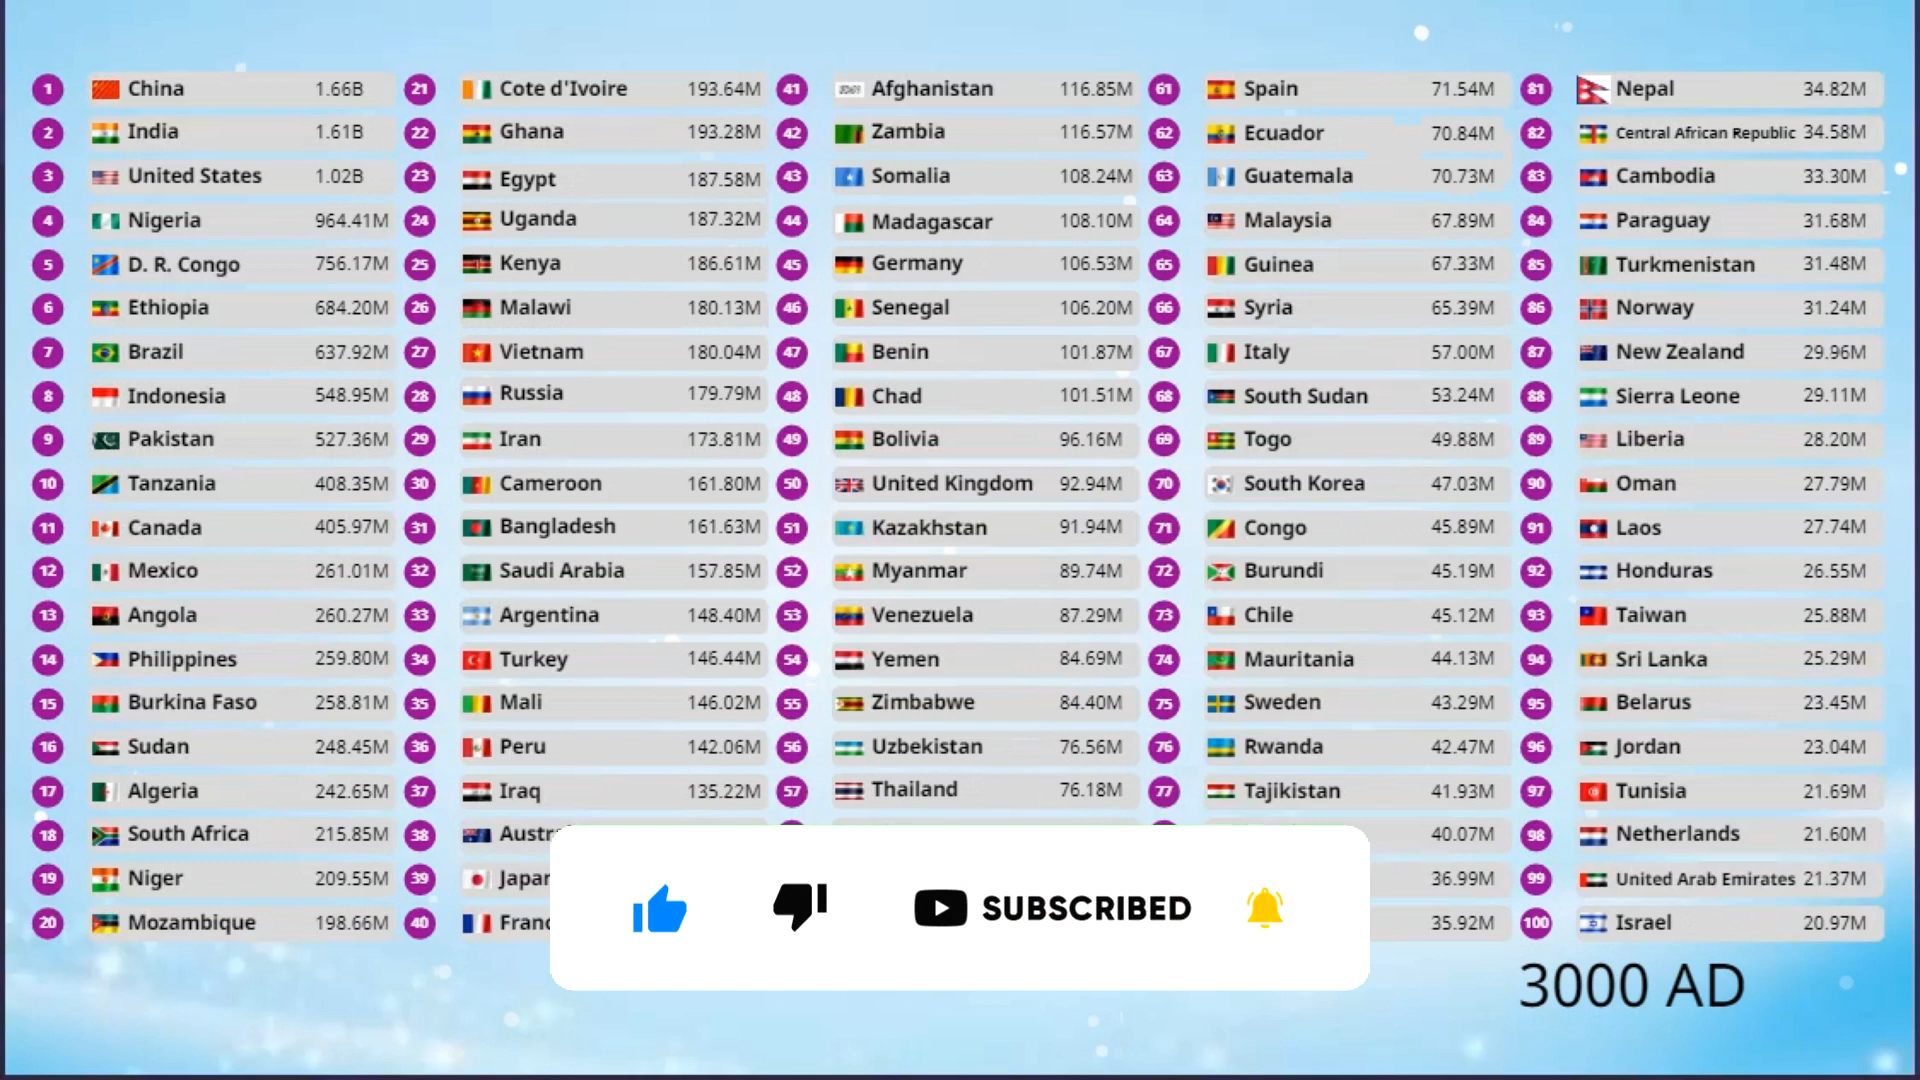 1 China 1.66B
2 India 1.61B
3 United States 1.02B
4 Nigeria 964.41M
5 D. R. Congo 756.17M
6 Ethiopia 684.20M
7 Brazil 637.92M
8 Indonesia 548.95M
9 Pakistan 527.36M
10 Tanzania 408.35M
11 Canada 405.97M
12 Mexico 261.01M
13 Angola 260.27M
14 Philippines 259.80M
15 Burkina Faso 258.81M
16 Sudan 248.45M
17 Algeria 242.65M
18 South Africa 215.85M
19 Niger 209.55M
20 Mozambique 198.66M
21 Cote d'Ivoire 193.64M
22 Ghana 193.28M
23 Egypt 187.58M
24 Uganda 187.32M
25 Kenya 186.61M
26 Malawi 180.13M
27 Vietnam 180.04M
28 Russia 179.79M
29 Iran 173.81M
30 Cameroon 161.80M
31 Bangladesh 161.63M
32 Saudi Arabia 157.85M
33 Argentina 148.40M
34 Turkey 146.44M
35 Mali 146.02M
36 Peru 142.06M
37 Iraq 135.22M
38 Austr
39 Japan
40 Franc
41 Afghanistan 116.85M
42 Zambia 116.57M
43 Somalia 108.24M
44 Madagascar 108.10M
45 Germany 106.53M
46 Senegal 106.20M
47 Benin 101.87M
48 Chad 101.51M
49 Bolivia 96.16M
50 United Kingdom 92.94M
51 Kazakhstan 91.94M
52 Myanmar 89.74M
53 Venezuela 87.29M
54 Yemen 84.69M
55 Zimbabwe 84.40M
56 Uzbekistan 76.56M
57 Thailand 76.18M
61 Spain 71.54M
62 Ecuador 70.84M
63 Guatemala 70.73M
64 Malaysia 67.89M
65 Guinea 67.33M
66 Syria 65.39M
67 Italy 57.00M
68 South Sudan 53.24M
69 Togo 49.88M
70 South Korea 47.03M
71 Congo 45.89M
72 Burundi 45.19M
73 Chile 45.12M
74 Mauritania 44.13M
75 Sweden 43.29M
76 Rwanda 42.47M
77 Tajikistan 41.93M
40.07M
36.99M
35.92M
81 Nepal 34.82M
82 Central African Republic 34.58M
83 Cambodia 33.30M
84 Paraguay 31.68M
85 Turkmenistan 31.48M
86 Norway 31.24M
87 New Zealand 29.96M
88 Sierra Leone 29.11M
89 Liberia 28.20M
90 Oman 27.79M
91 Laos 27.74M
92 Honduras 26.55M
93 Taiwan 25.88M
94 Sri Lanka 25.29M
95 Belarus 23.45M
96 Jordan 23.04M
97 Tunisia 21.69M
98 Netherlands 21.60M
99 United Arab Emirates 21.37M
100 Israel 20.97M
SUBSCRIBED
3000 AD